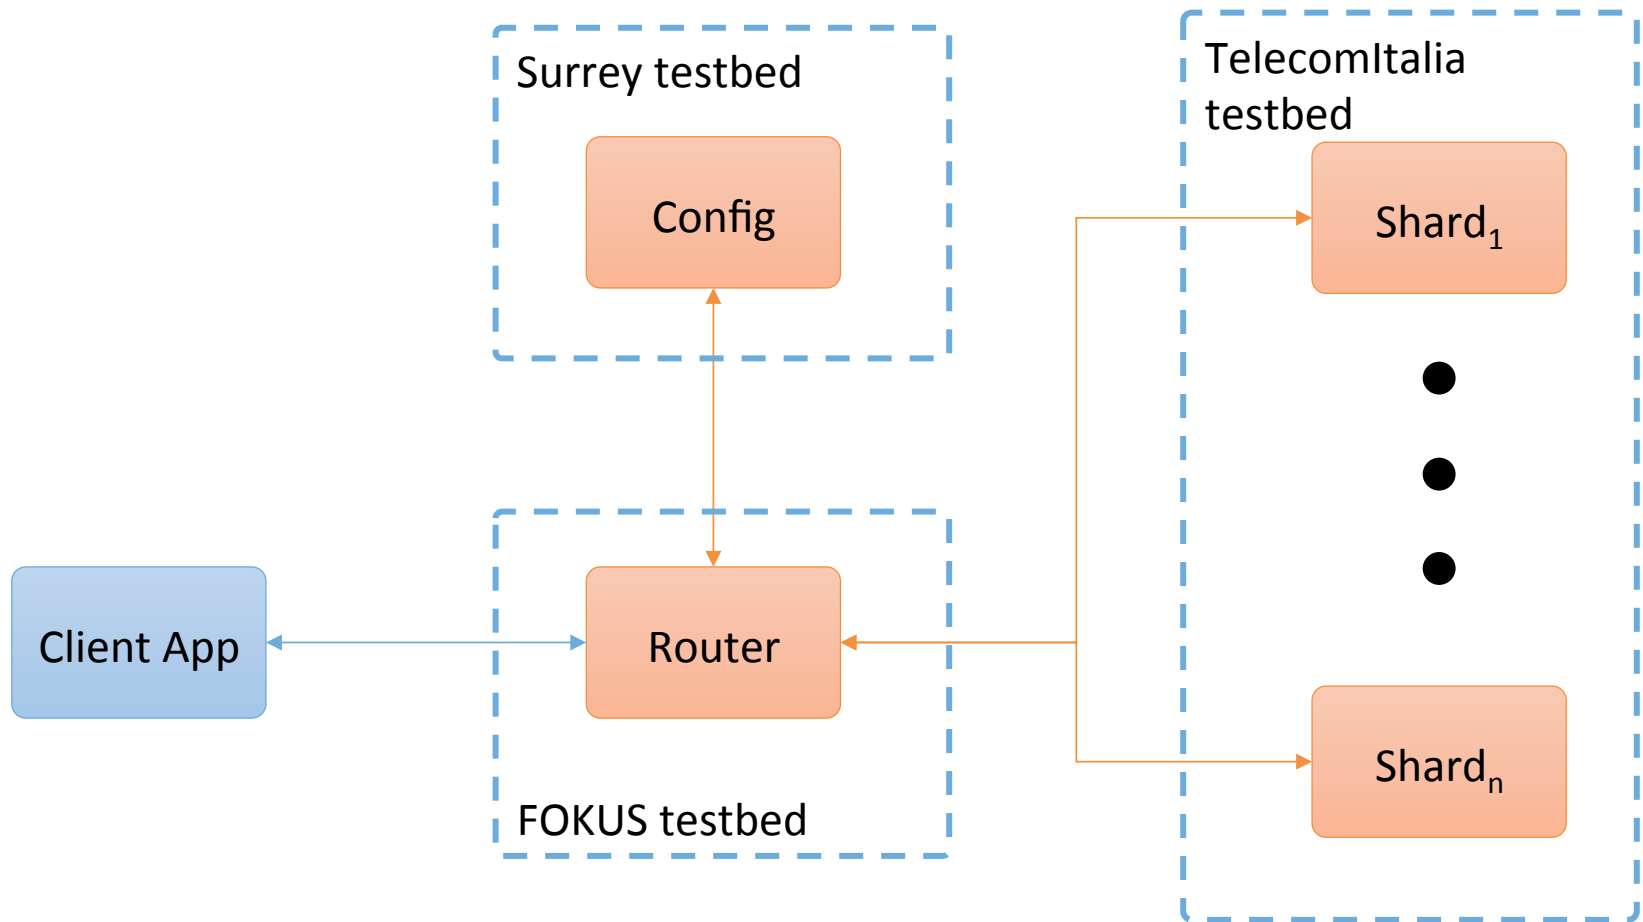 Surrey testbed
Config
TelecomItalia
testbed
Shard1
Client App
Router
FOKUS testbed
Shardn